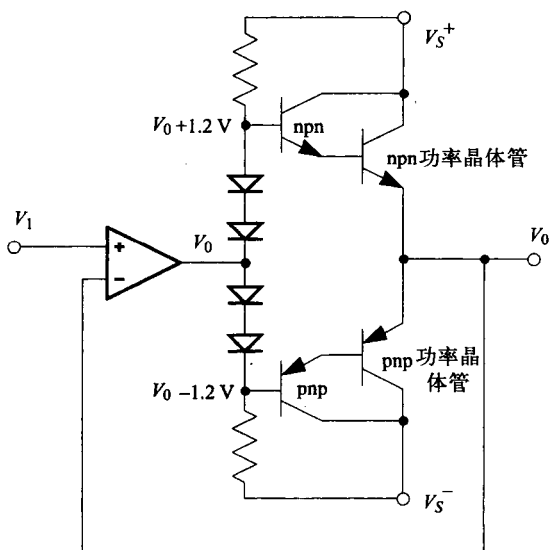 V_S^+
V_0+1.2 V
npn
npn功率晶体管
V_1
V_0
V_0
+
−
pnp功率晶
体管
V_0−1.2 V
pnp
V_S^−